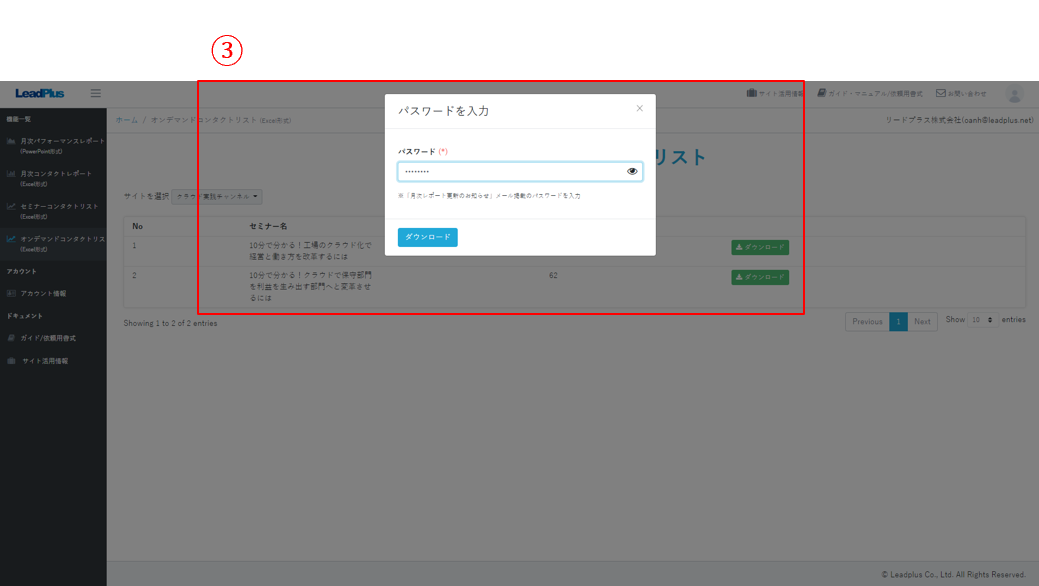 ③
LeadPlus
サイト活用情報
ガイド・マニュアル/依頼用書式
お問い合わせ
機能一覧
ホーム / オンデマンドコンタクトリスト (Excel形式)
リードプラス株式会社(oanh@leadplus.net)
パスワードを入力
×
月次パフォーマンスレポート
(PowerPoint形式)
パスワード (*)
リスト
••••••••
月次コンタクトレポート
(Excel形式)
サイトを選択 クラウド実践チャンネル
※「月次レポート更新のお知らせ」メール掲載のパスワードを入力
セミナーコンタクトリスト
(Excel形式)
No セミナー名
ダウンロード
オンデマンドコンタクトリス
(Excel形式)
1 10分で分かる！工場のクラウド化で
経営と働き方を改革するには
ダウンロード
アカウント
2 10分で分かる！クラウドで保守部門
を利益を生み出す部門へと変革させ
るには
62 ダウンロード
アカウント情報
ドキュメント
Showing 1 to 2 of 2 entries
Previous 1 Next Show 10 entries
ガイド/依頼用書式
サイト活用情報
© Leadplus Co., Ltd. All Rights Reserved.